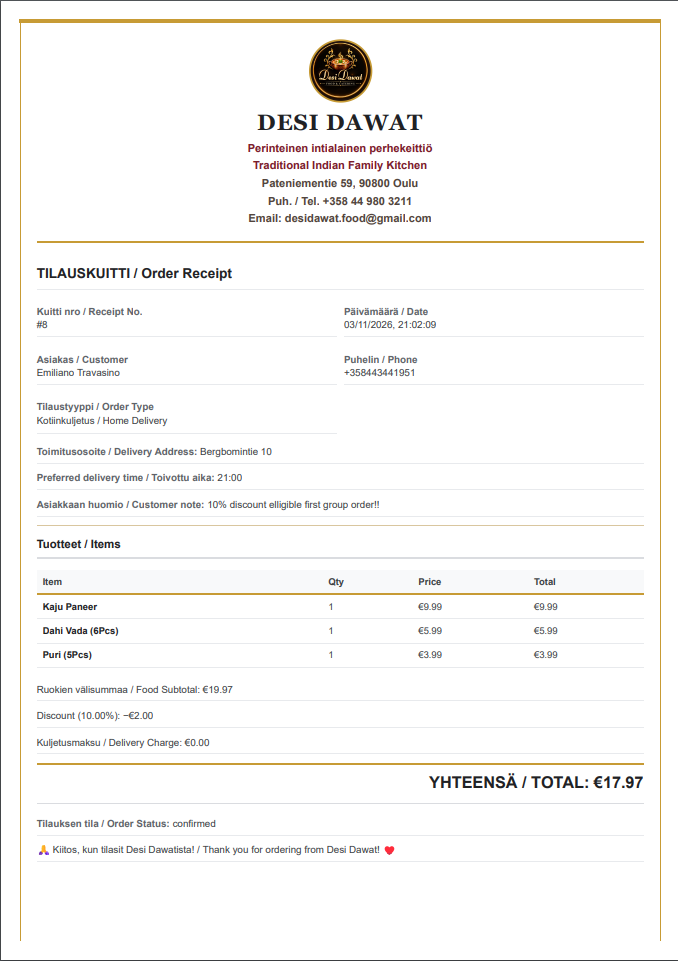 Desi Dawat
DESI DAWAT
Perinteinen intialainen perhekeittiö
Traditional Indian Family Kitchen
Pateniementie 59, 90800 Oulu
Puh. / Tel. +358 44 980 3211
Email: desidawat.food@gmail.com
TILAUSKUITTI / Order Receipt
Kuitti nro / Receipt No.
#8
Päivämäärä / Date
03/11/2026, 21:02:09
Asiakas / Customer
Emiliano Travasino
Puhelin / Phone
+358443441951
Tilaustyyppi / Order Type
Kotiinkuljetus / Home Delivery
Toimitusosoite / Delivery Address: Bergbomintie 10
Preferred delivery time / Toivottu aika: 21:00
Asiakkaan huomio / Customer note: 10% discount elligible first group order!!
Tuotteet / Items
Item Qty Price Total
Kaju Paneer 1 €9.99 €9.99
Dahi Vada (6Pcs) 1 €5.99 €5.99
Puri (5Pcs) 1 €3.99 €3.99
Ruokien välisummaa / Food Subtotal: €19.97
Discount (10.00%): −€2.00
Kuljetusmaksu / Delivery Charge: €0.00
YHTEENSÄ / TOTAL: €17.97
Tilauksen tila / Order Status: confirmed
🙏 Kiitos, kun tilasit Desi Dawatista! / Thank you for ordering from Desi Dawat! ❤️